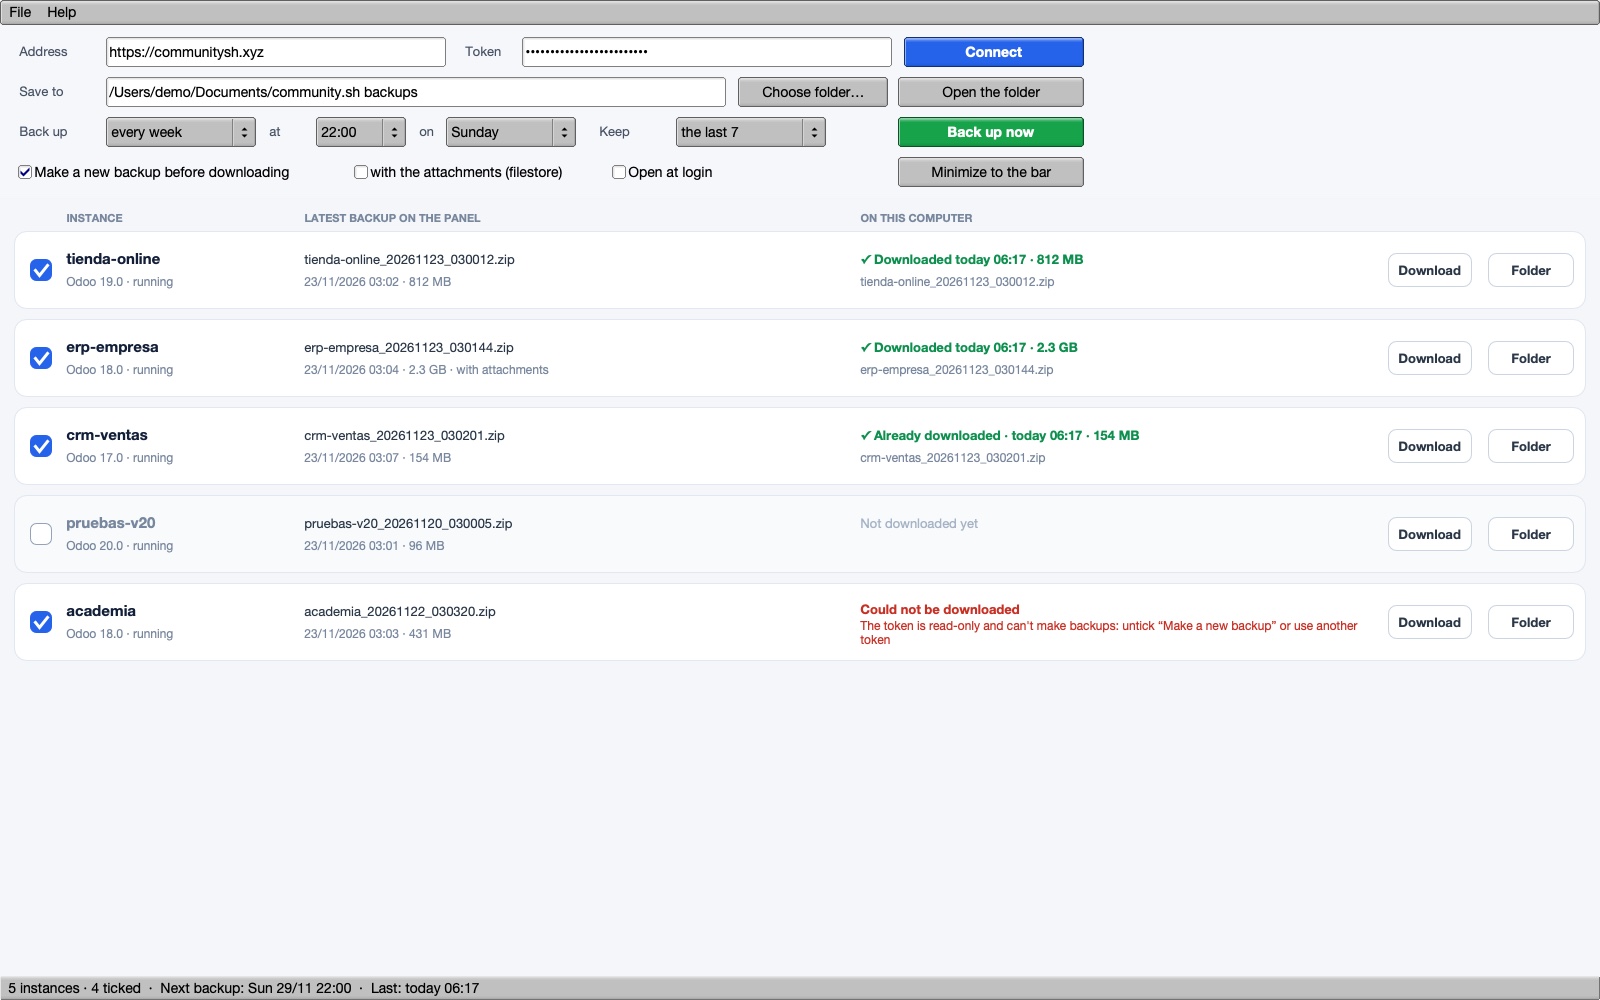 File Help
Address https://communitysh.xyz Token ••••••••••••••••••••••••• Connect
Save to /Users/demo/Documents/community.sh backups Choose folder... Open the folder
Back up every week at 22:00 on Sunday Keep the last 7 Back up now
Make a new backup before downloading with the attachments (filestore) Open at login Minimize to the bar
INSTANCE LATEST BACKUP ON THE PANEL ON THIS COMPUTER
tienda-online tienda-online_20261123_030012.zip ✓ Downloaded today 06:17 · 812 MB Download Folder
Odoo 19.0 · running 23/11/2026 03:02 · 812 MB tienda-online_20261123_030012.zip
erp-empresa erp-empresa_20261123_030144.zip ✓ Downloaded today 06:17 · 2.3 GB Download Folder
Odoo 18.0 · running 23/11/2026 03:04 · 2.3 GB · with attachments erp-empresa_20261123_030144.zip
crm-ventas crm-ventas_20261123_030201.zip ✓ Already downloaded · today 06:17 · 154 MB Download Folder
Odoo 17.0 · running 23/11/2026 03:07 · 154 MB crm-ventas_20261123_030201.zip
pruebas-v20 pruebas-v20_20261120_030005.zip Not downloaded yet Download Folder
Odoo 20.0 · running 23/11/2026 03:01 · 96 MB
academia academia_20261122_030320.zip Could not be downloaded Download Folder
Odoo 18.0 · running 23/11/2026 03:03 · 431 MB The token is read-only and can't make backups: untick “Make a new backup” or use another
token
5 instances · 4 ticked · Next backup: Sun 29/11 22:00 · Last: today 06:17